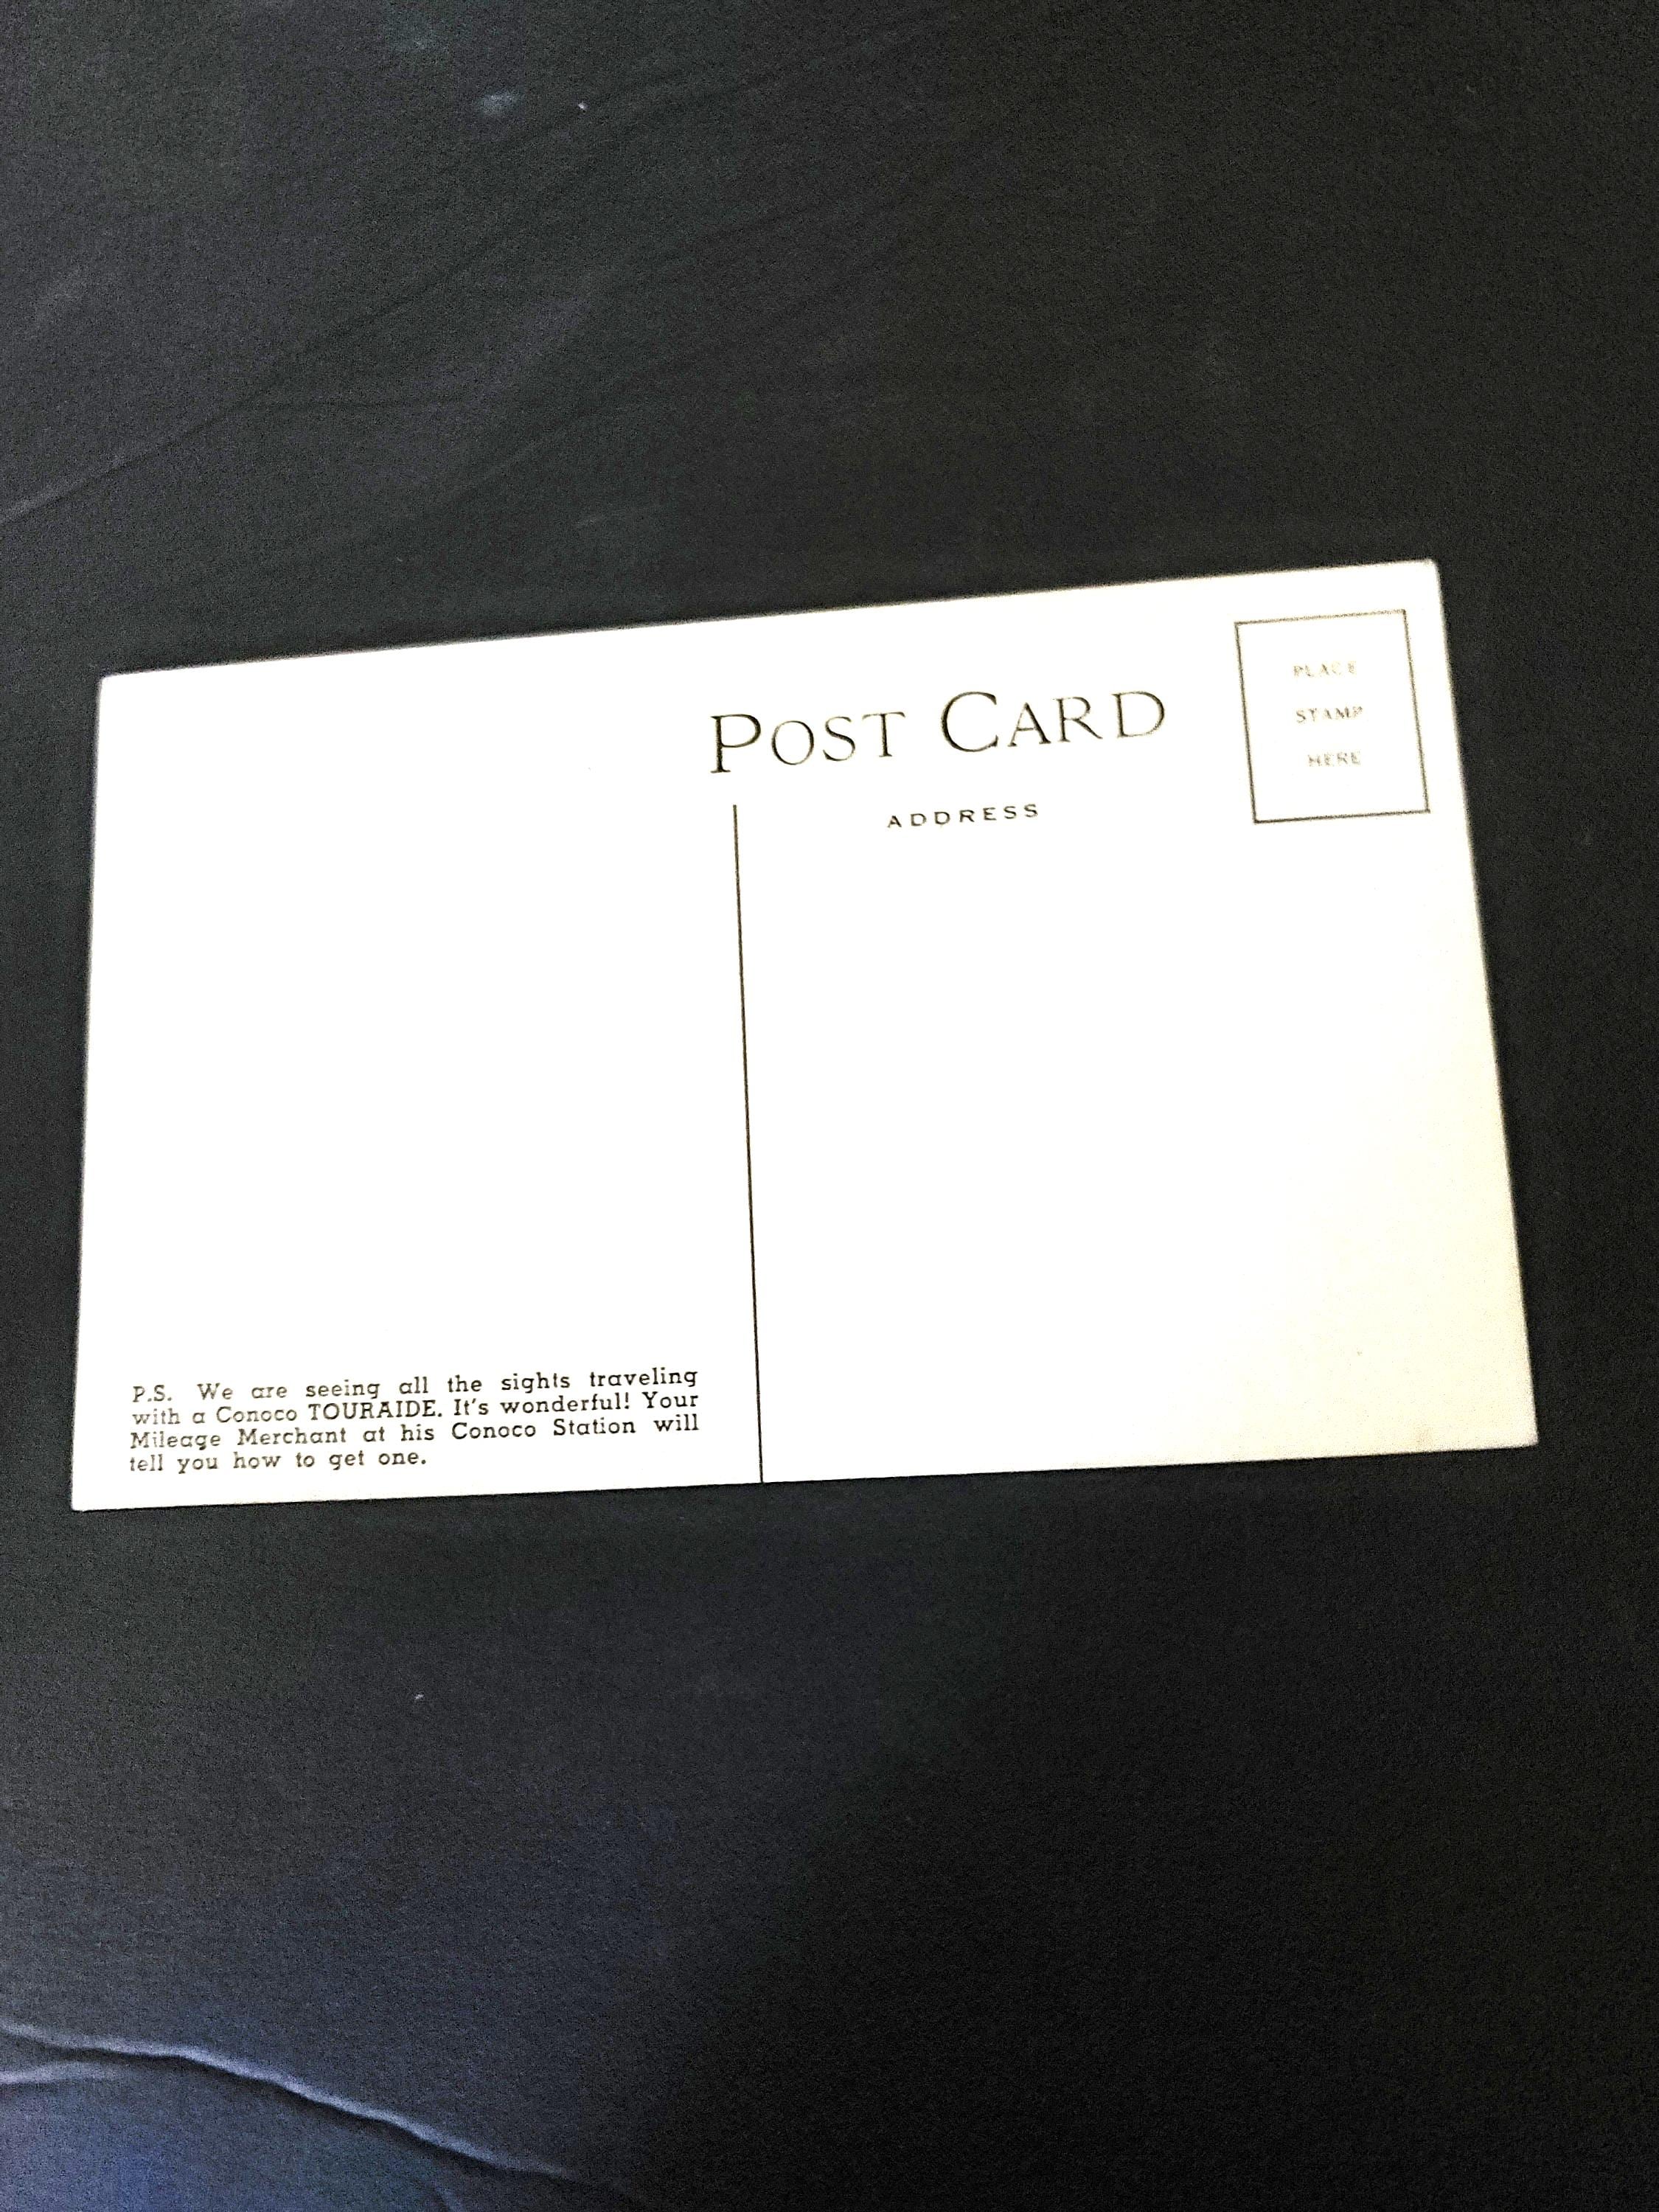 POST CARD
PLACE
STAMP
HERE
ADDRESS
P.S. We are seeing all the sights traveling
with a Conoco TOURAIDE. It's wonderful! Your
Mileage Merchant at his Conoco Station will
tell you how to get one.